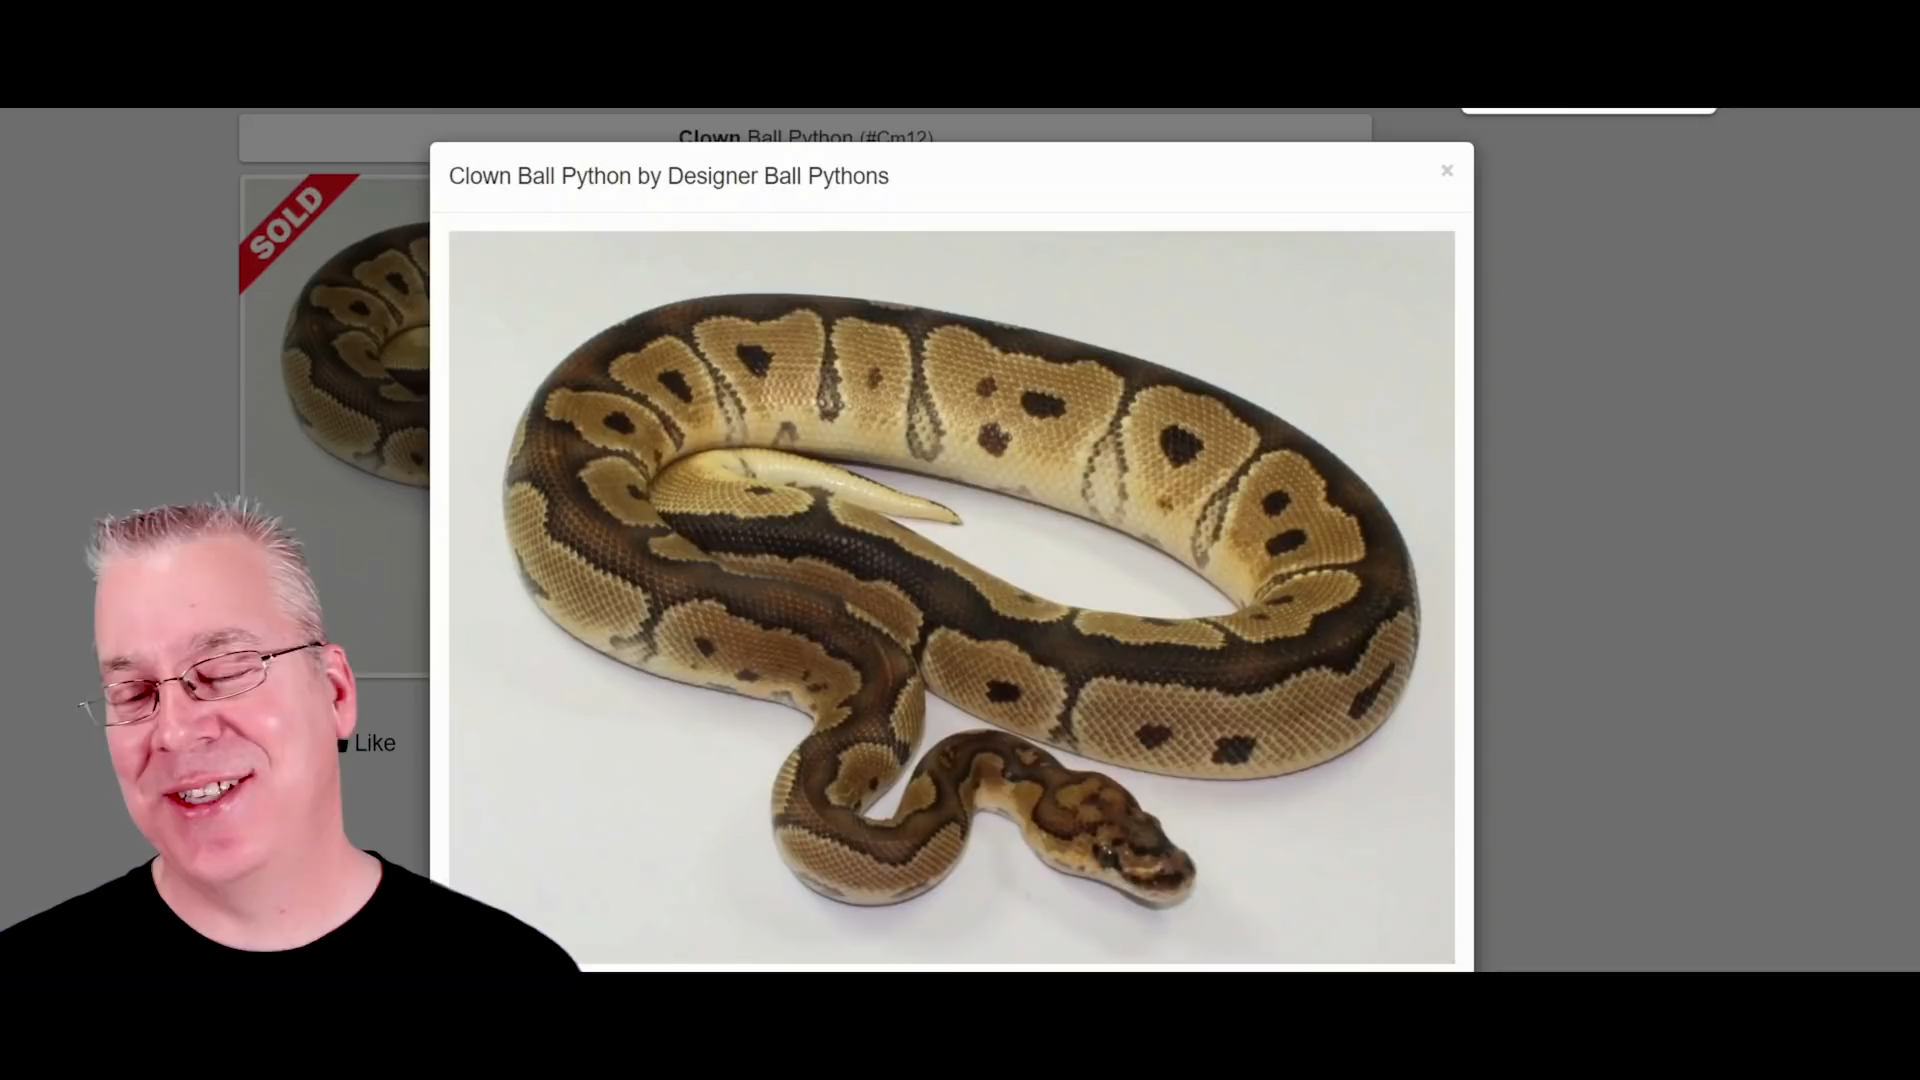 Clown Ball Python (#Cm12)
Clown Ball Python by Designer Ball Pythons
×
SOLD
Like